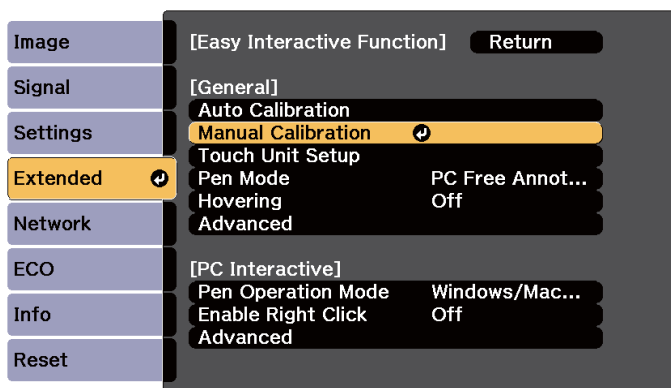 Image
Signal
Settings
Extended
Network
ECO
Info
Reset
[Easy Interactive Function] Return
[General]
Auto Calibration
Manual Calibration
Touch Unit Setup
Pen Mode PC Free Annot...
Hovering Off
Advanced
[PC Interactive]
Pen Operation Mode Windows/Mac...
Enable Right Click Off
Advanced